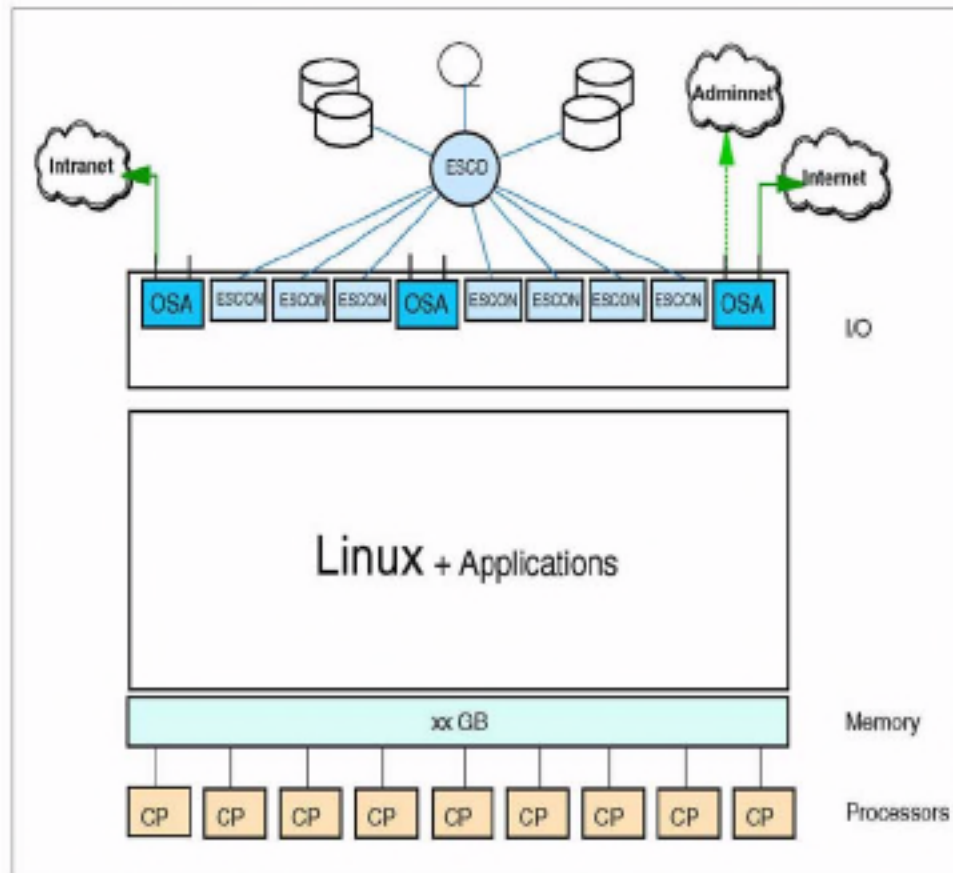 Adminnet
Intranet
ESCD
Internet
OSA ESCON ESCON ESCON OSA ESCON ESCON ESCON ESCON OSA
I/O
Linux + Applications
xx GB
Memory
CP CP CP CP CP CP CP CP CP
Processors